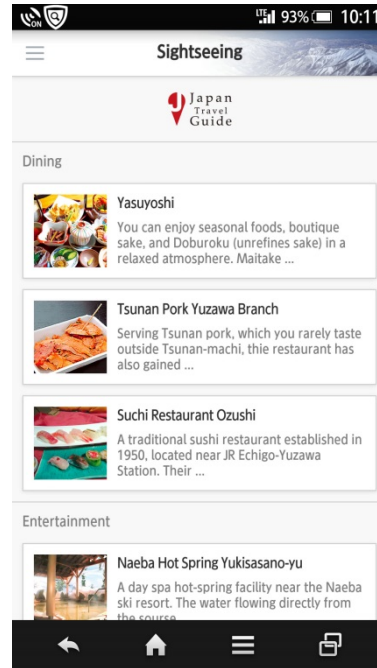 ON
LTE 93% 10:11
Sightseeing
Japan
Travel
Guide
Dining
Yasuyoshi
You can enjoy seasonal foods, boutique
sake, and Doburoku (unrefines sake) in a
relaxed atmosphere. Maitake ...
Tsunan Pork Yuzawa Branch
Serving Tsunan pork, which you rarely taste
outside Tsunan-machi, thie restaurant has
also gained ...
Suchi Restaurant Ozushi
A traditional sushi restaurant established in
1950, located near JR Echigo-Yuzawa
Station. Their ...
Entertainment
Naeba Hot Spring Yukisasano-yu
A day spa hot-spring facility near the Naeba
ski resort. The water flowing directly from
the sourse